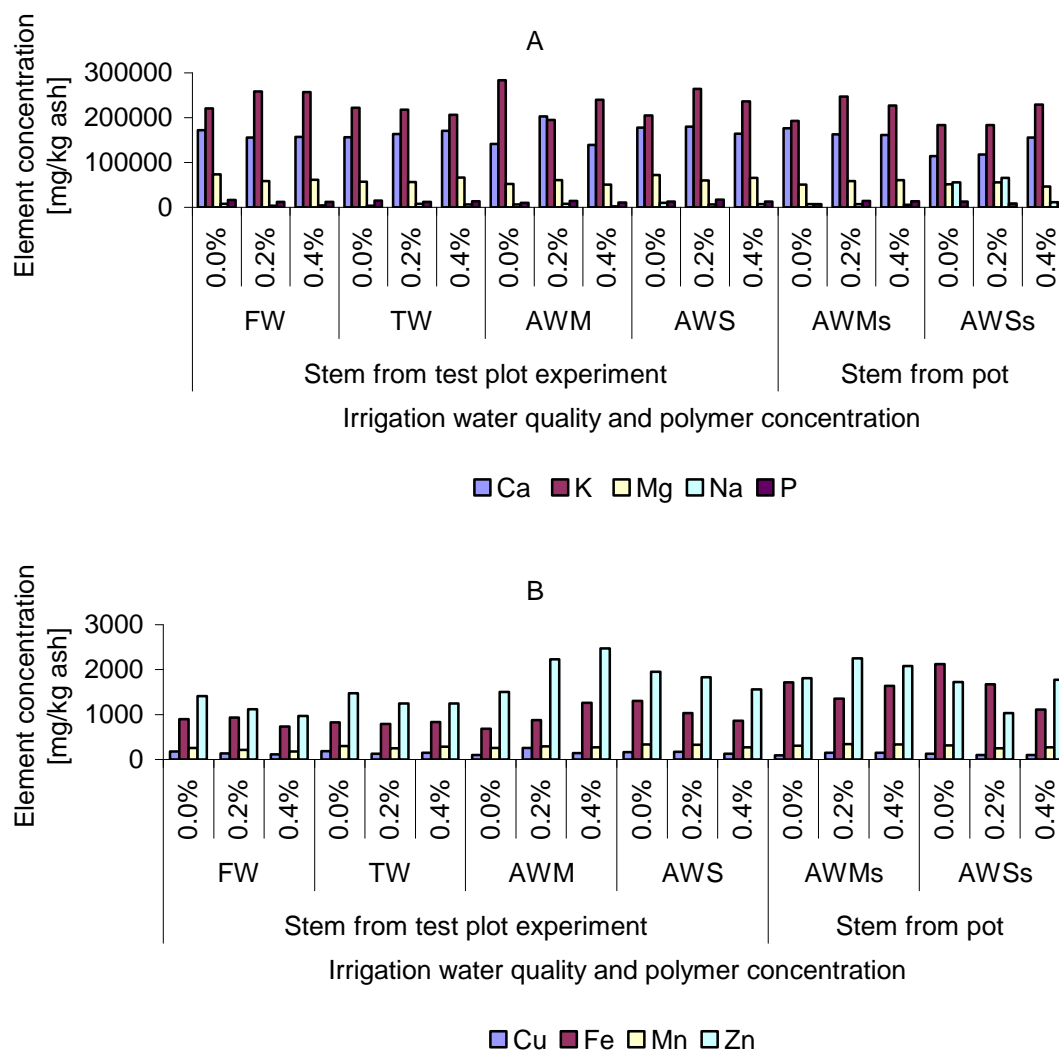 A
Element concentration
[mg/kg ash]
300000
200000
100000
0
0.0% 0.2% 0.4% 0.0% 0.2% 0.4% 0.0% 0.2% 0.4% 0.0% 0.2% 0.4% 0.0% 0.2% 0.4% 0.0% 0.2% 0.4%
FW TW AWM AWS AWMs AWSs
Stem from test plot experiment Stem from pot
Irrigation water quality and polymer concentration
Ca K Mg Na P
B
Element concentration
[mg/kg ash]
3000
2000
1000
0
0.0% 0.2% 0.4% 0.0% 0.2% 0.4% 0.0% 0.2% 0.4% 0.0% 0.2% 0.4% 0.0% 0.2% 0.4% 0.0% 0.2% 0.4%
FW TW AWM AWS AWMs AWSs
Stem from test plot experiment Stem from pot
Irrigation water quality and polymer concentration
Cu Fe Mn Zn